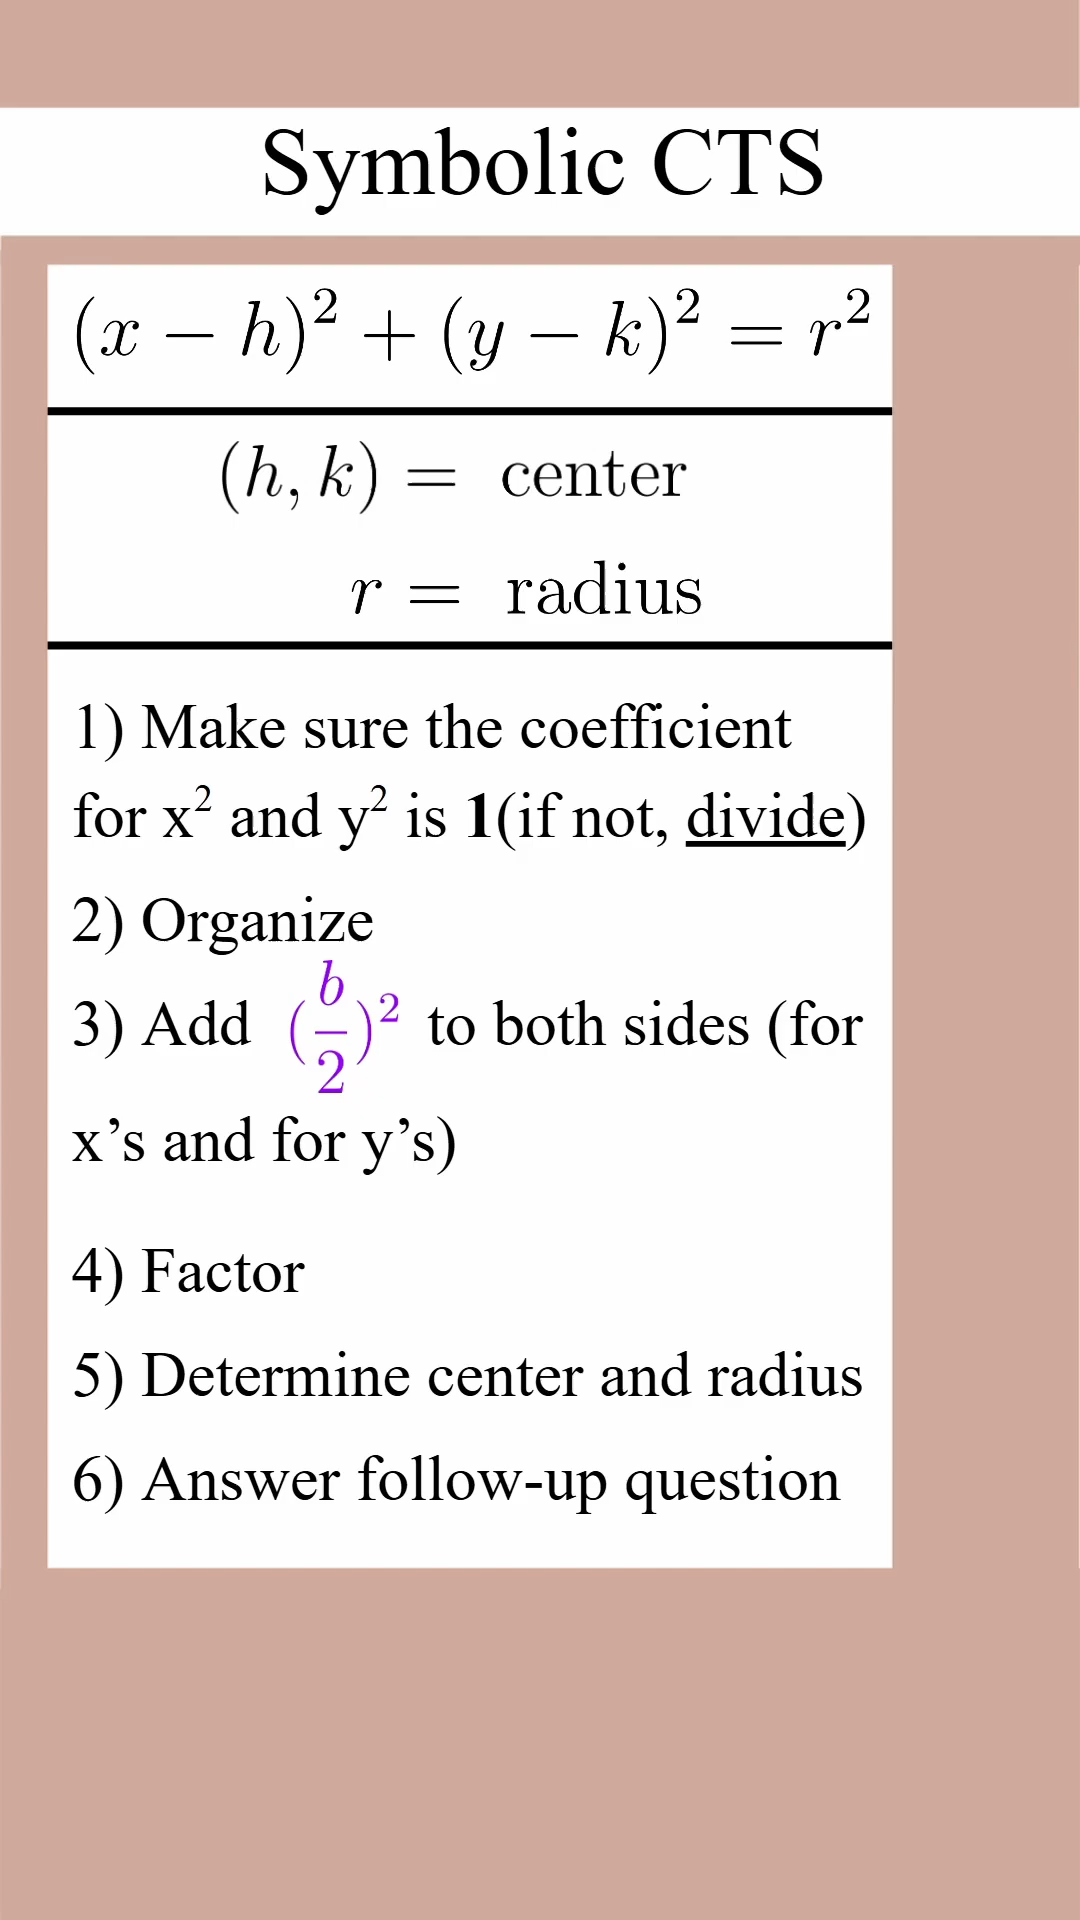 Symbolic CTS
(x − h)² + (y − k)² = r²
(h, k) = center
r = radius
1) Make sure the coefficient
for x² and y² is 1(if not, divide)
2) Organize
3) Add (b/2)² to both sides (for
x’s and for y’s)
4) Factor
5) Determine center and radius
6) Answer follow-up question